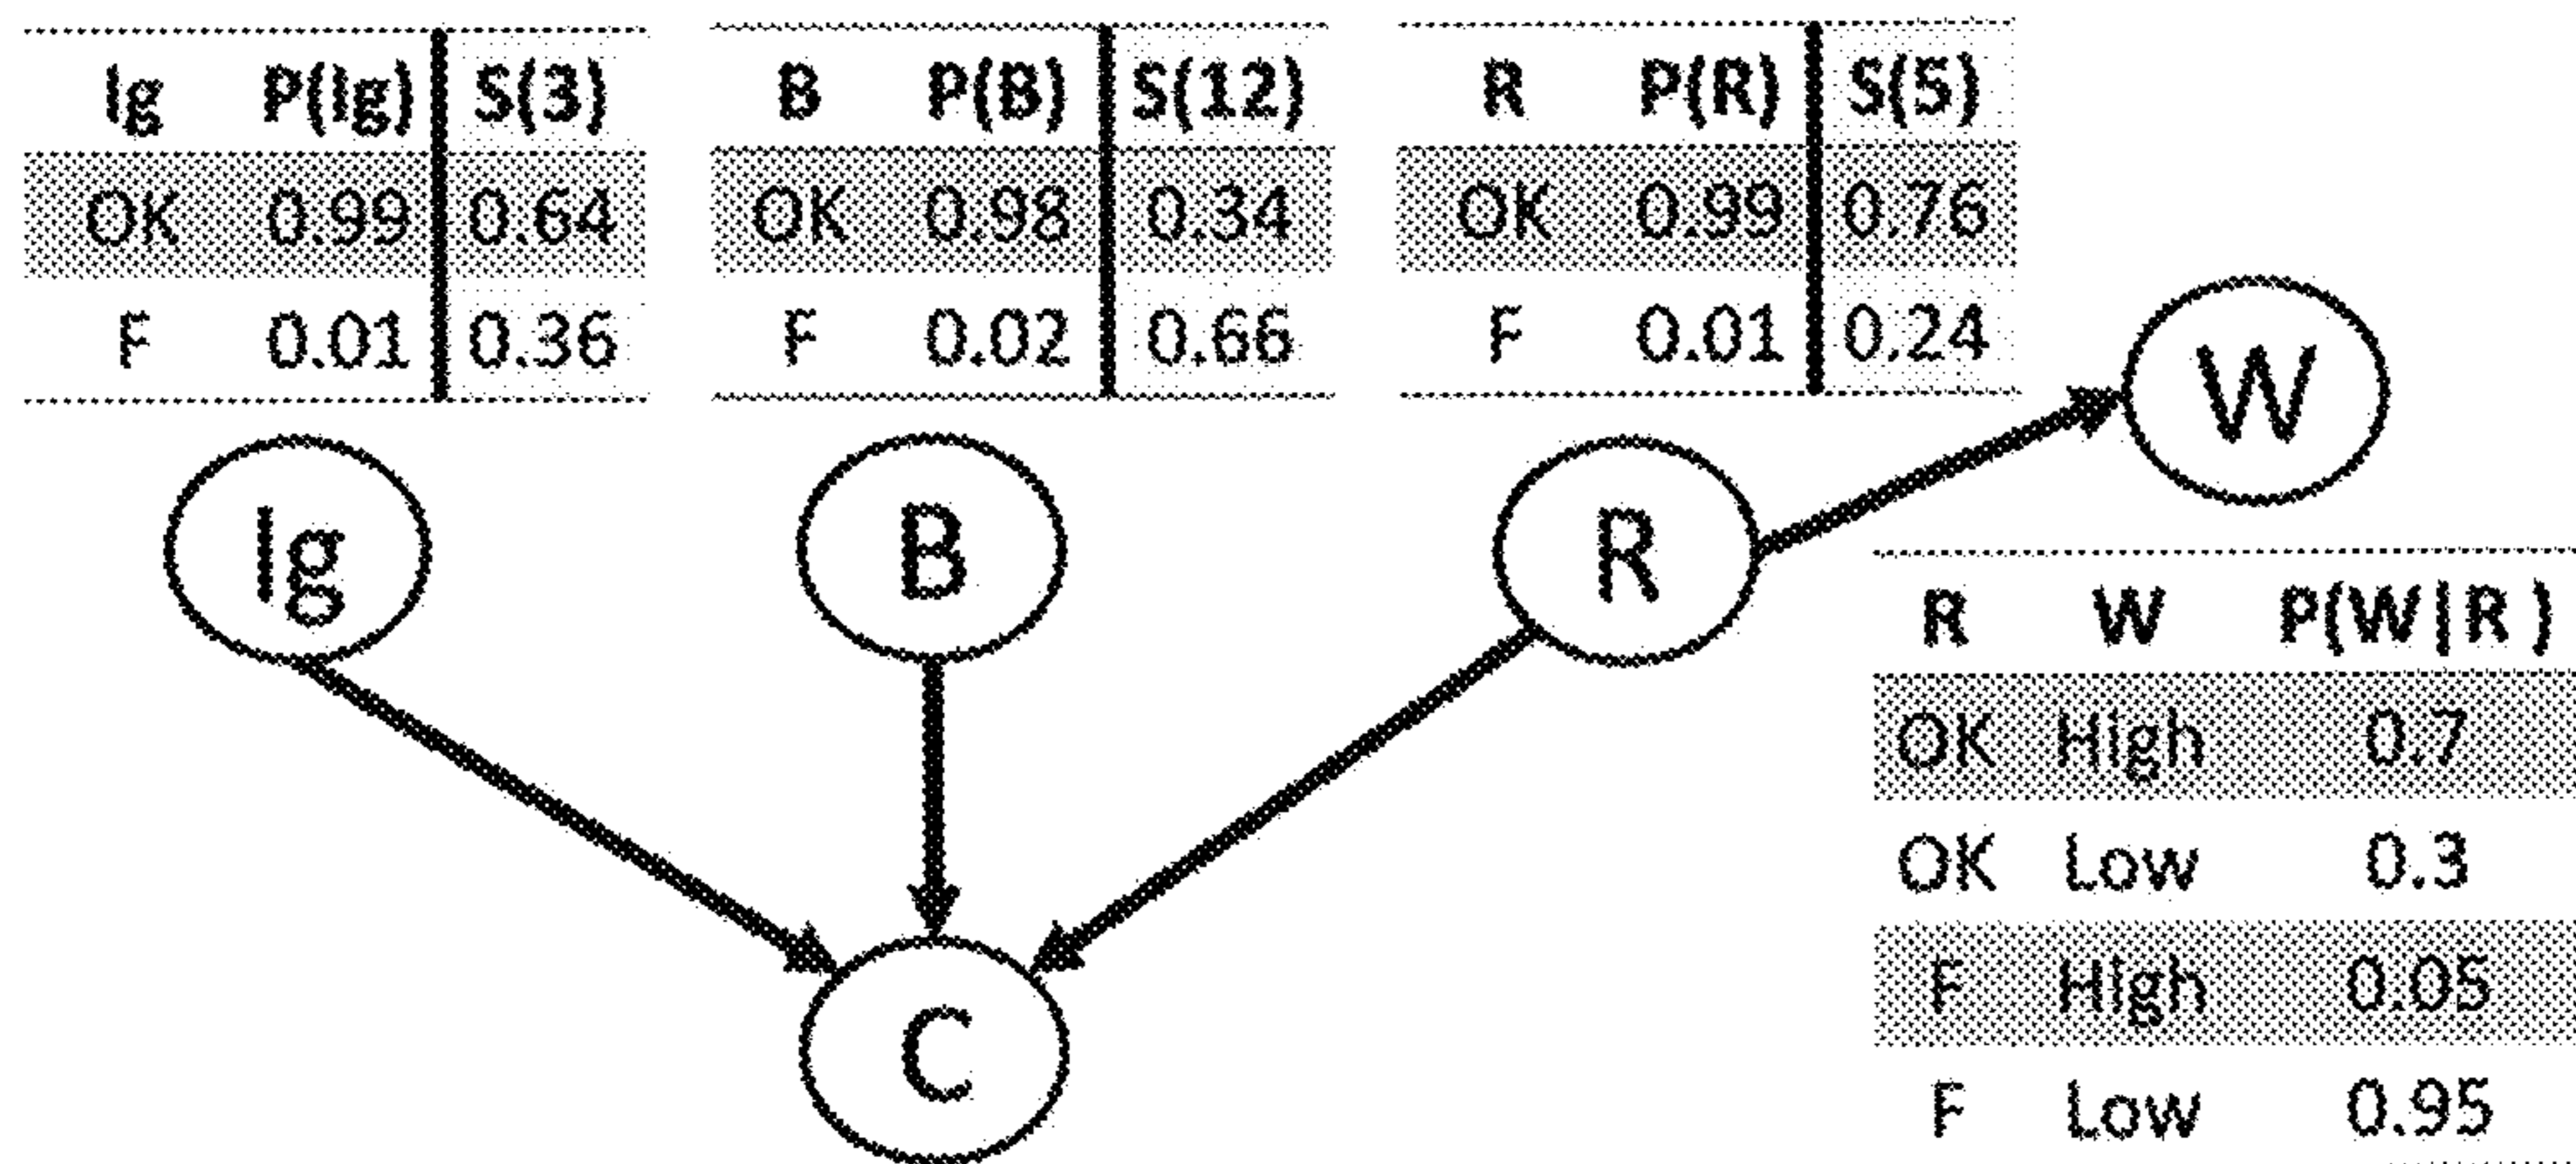 Ig P(Ig) S(3)
OK 0.99 0.64
F 0.01 0.36
B P(B) S(12)
OK 0.98 0.34
F 0.02 0.66
R P(R) S(5)
OK 0.99 0.76
F 0.01 0.24
W
Ig
B
R
R W P(W|R )
OK High 0.7
OK Low 0.3
F High 0.05
F Low 0.95
C